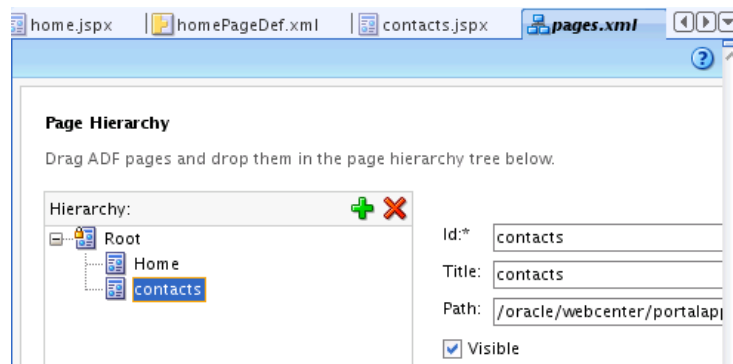 home.jspx homePageDef.xml contacts.jspx pages.xml
Page Hierarchy
Drag ADF pages and drop them in the page hierarchy tree below.
Hierarchy:
Root
Home
contacts
Id:* contacts
Title: contacts
Path: /oracle/webcenter/portalapp
Visible